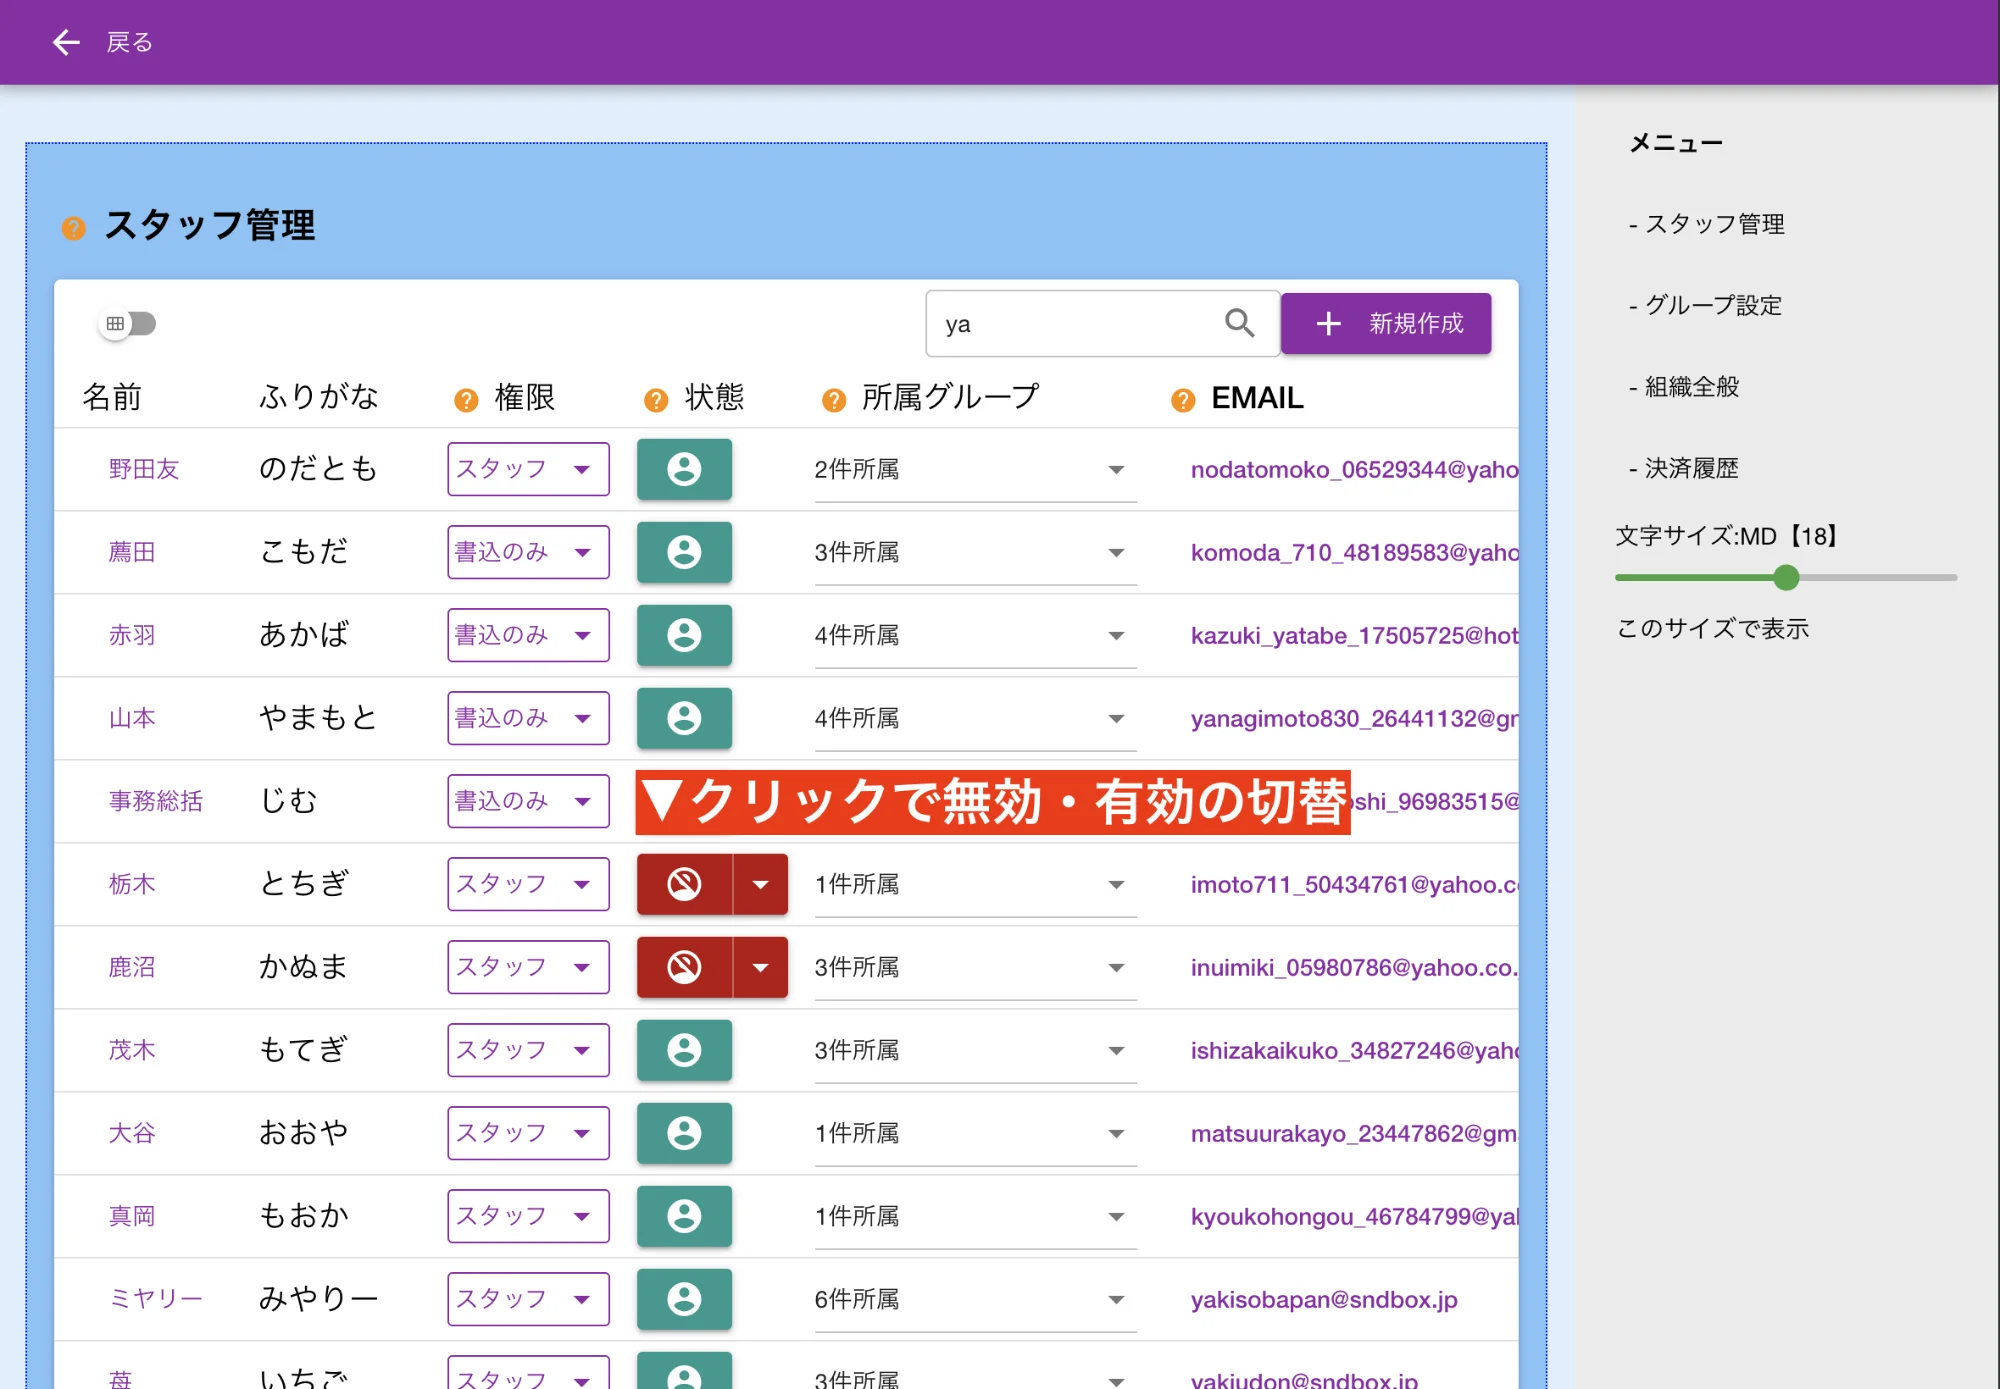 戻る
スタッフ管理
ya
新規作成
名前 ふりがな 権限 状態 所属グループ EMAIL
野田友 のだとも スタッフ 2件所属 nodatomoko_06529344@yaho
薦田 こもだ 書込のみ 3件所属 komoda_710_48189583@yaho
赤羽 あかば 書込のみ 4件所属 kazuki_yatabe_17505725@hot
山本 やまもと 書込のみ 4件所属 yanagimoto830_26441132@gr
事務総括 じむ 書込のみ ▼クリックで無効・有効の切替 oshi_96983515@
栃木 とちぎ スタッフ 1件所属 imoto711_50434761@yahoo.c
鹿沼 かぬま スタッフ 3件所属 inuimiki_05980786@yahoo.co.
茂木 もてぎ スタッフ 3件所属 ishizakaikuko_34827246@yah
大谷 おおや スタッフ 1件所属 matsuurakayo_23447862@gm
真岡 もおか スタッフ 1件所属 kyoukohongou_46784799@ya
ミヤリー みやりー スタッフ 6件所属 yakisobapan@sndbox.jp
苺 いちご スタッフ 3件所属 yakiudon@sndbox.jp
メニュー
- スタッフ管理
- グループ設定
- 組織全般
- 決済履歴
文字サイズ:MD【18】
このサイズで表示